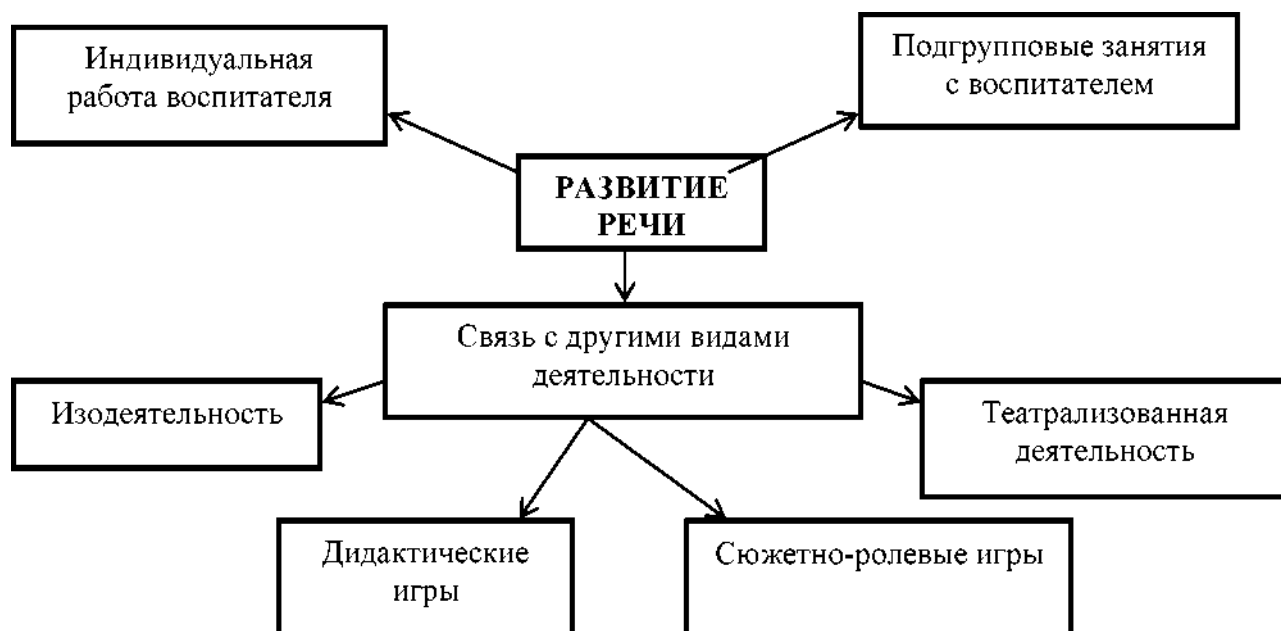 Индивидуальная
работа воспитателя
Подгрупповые занятия
с воспитателем
РАЗВИТИЕ
РЕЧИ
Связь с другими видами
деятельности
Изодеятельность
Театрализованная
деятельность
Дидактические
игры
Сюжетно-ролевые игры